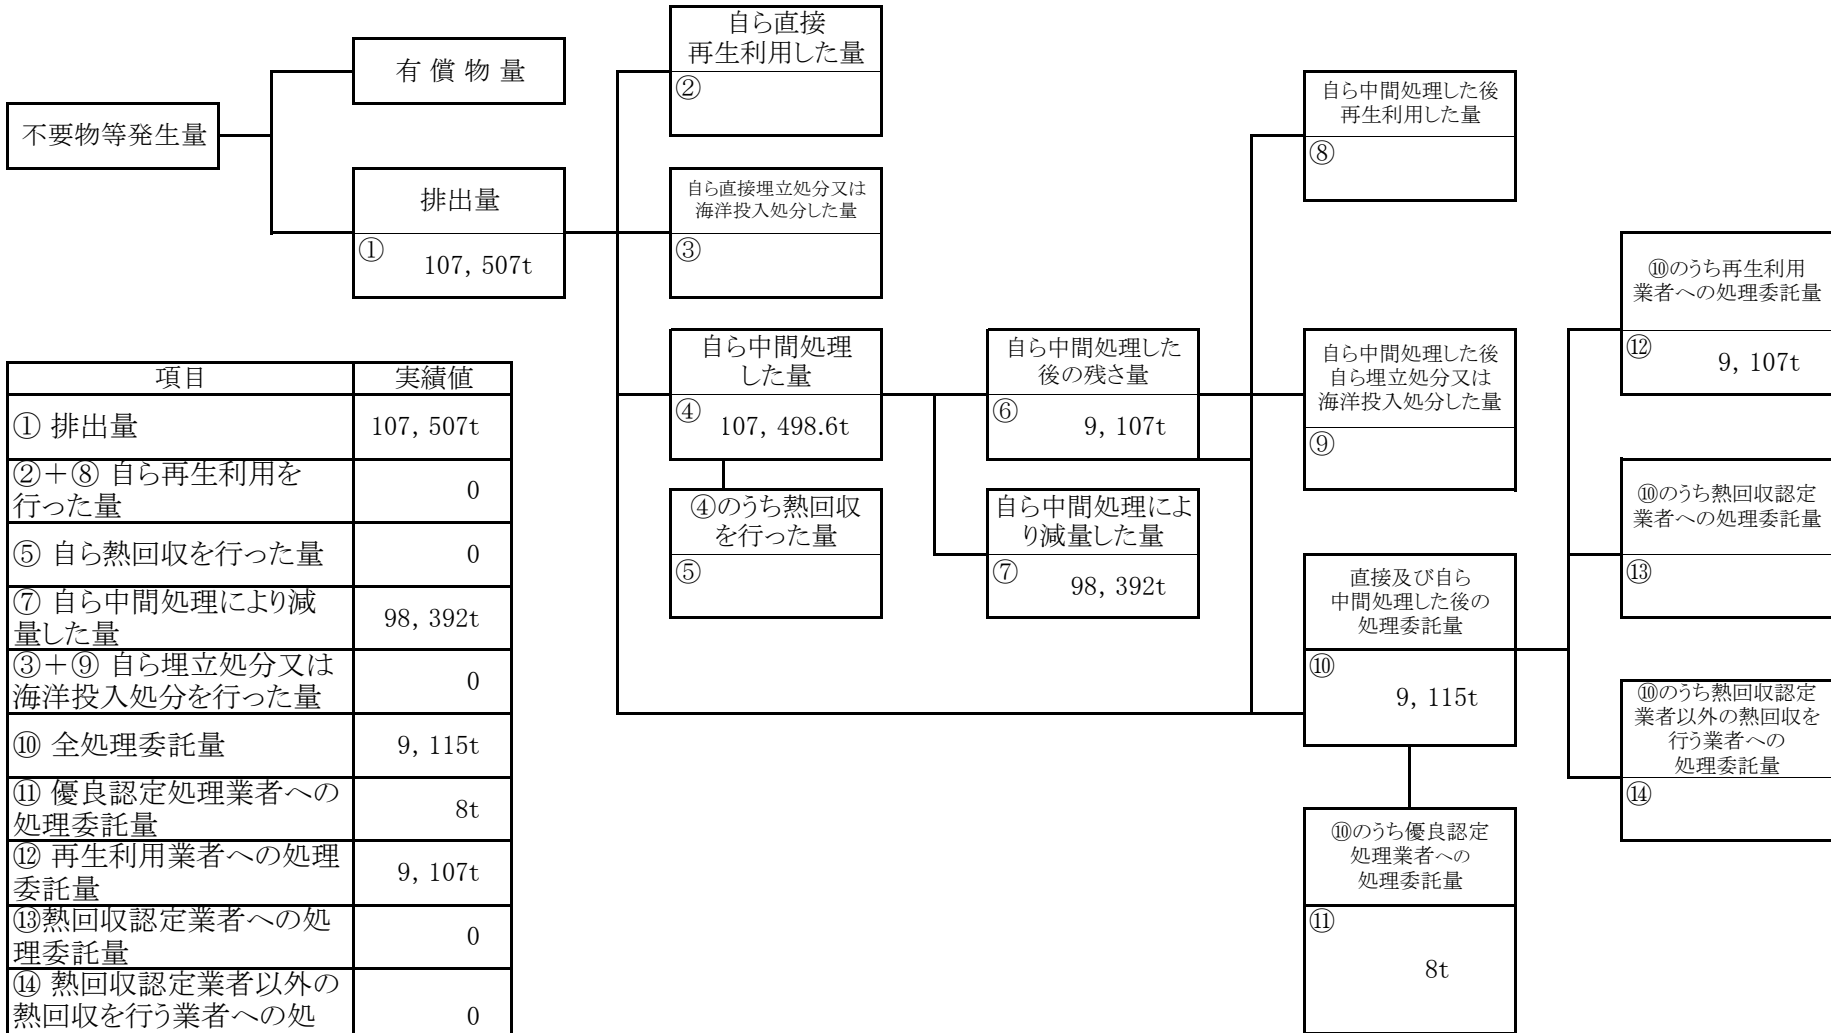 不要物等発生量
有 償 物 量
排出量
①
107, 507t
自ら直接
再生利用した量
②
自ら直接埋立処分又は
海洋投入処分した量
③
自ら中間処理
した量
④
107, 498.6t
④のうち熱回収
を行った量
⑤
自ら中間処理した
後の残さ量
⑥
9, 107t
自ら中間処理によ
り減量した量
⑦
98, 392t
自ら中間処理した後
再生利用した量
⑧
自ら中間処理した後
自ら埋立処分又は
海洋投入処分した量
⑨
直接及び自ら
中間処理した後の
処理委託量
⑩
9, 115t
⑩のうち優良認定
処理業者への
処理委託量
⑪
8t
⑩のうち再生利用
業者への処理委託量
⑫
9, 107t
⑩のうち熱回収認定
業者への処理委託量
⑬
⑩のうち熱回収認定
業者以外の熱回収を
行う業者への
処理委託量
⑭
項目 実績値
① 排出量 107, 507t
②＋⑧ 自ら再生利用を
行った量 0
⑤ 自ら熱回収を行った量 0
⑦ 自ら中間処理により減
量した量 98, 392t
③＋⑨ 自ら埋立処分又は
海洋投入処分を行った量 0
⑩ 全処理委託量 9, 115t
⑪ 優良認定処理業者への
処理委託量 8t
⑫ 再生利用業者への処理
委託量 9, 107t
⑬熱回収認定業者への処
理委託量 0
⑭ 熱回収認定業者以外の
熱回収を行う業者への処 0